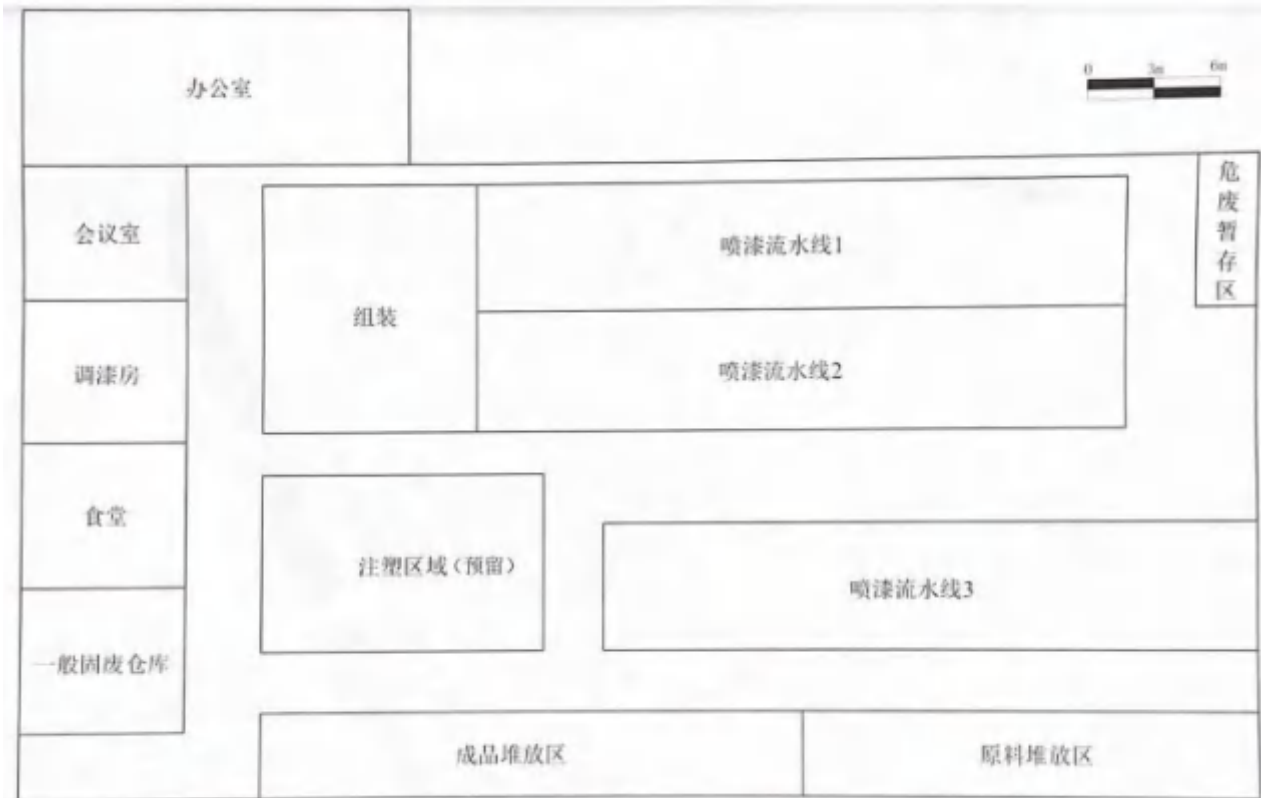 办公室
0 3m 6m
会议室
调漆房
食堂
一般固废仓库
组装
喷漆流水线1
喷漆流水线2
危废暂存区
注塑区域(预留)
喷漆流水线3
成品堆放区
原料堆放区